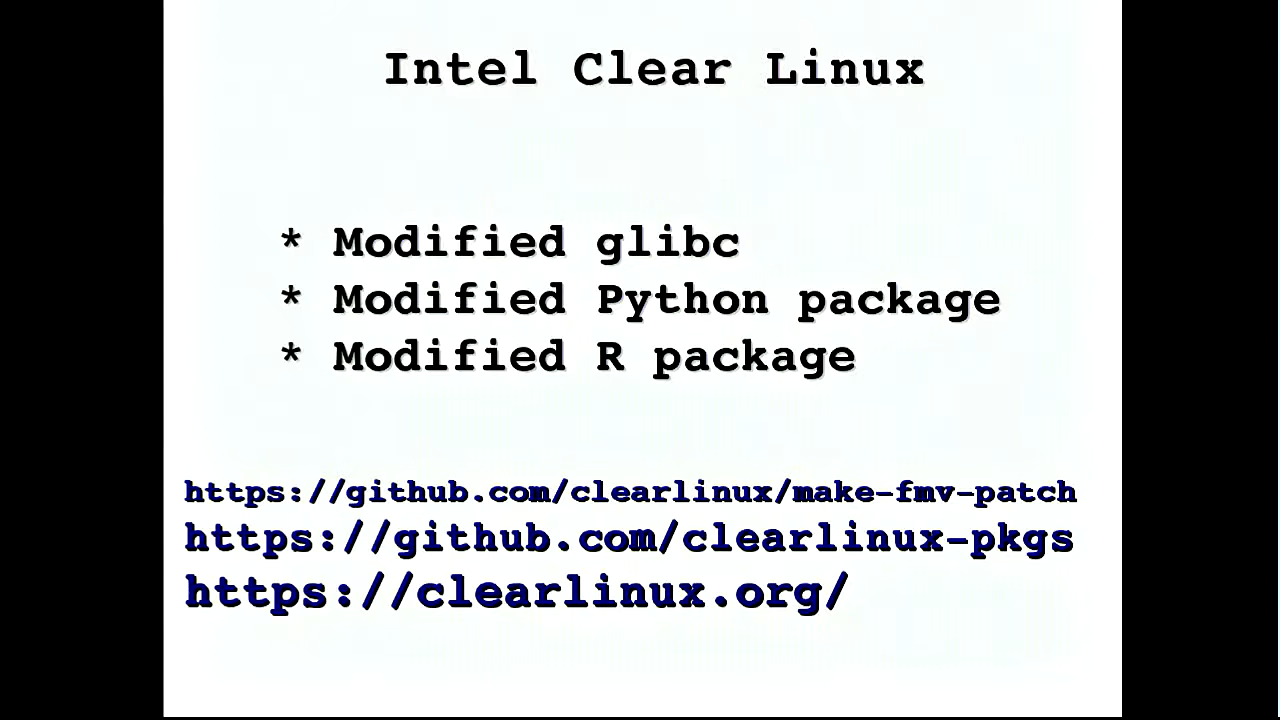 Intel Clear Linux
* Modified glibc
* Modified Python package
* Modified R package
https://github.com/clearlinux/make-fmv-patch
https://github.com/clearlinux-pkgs
https://clearlinux.org/